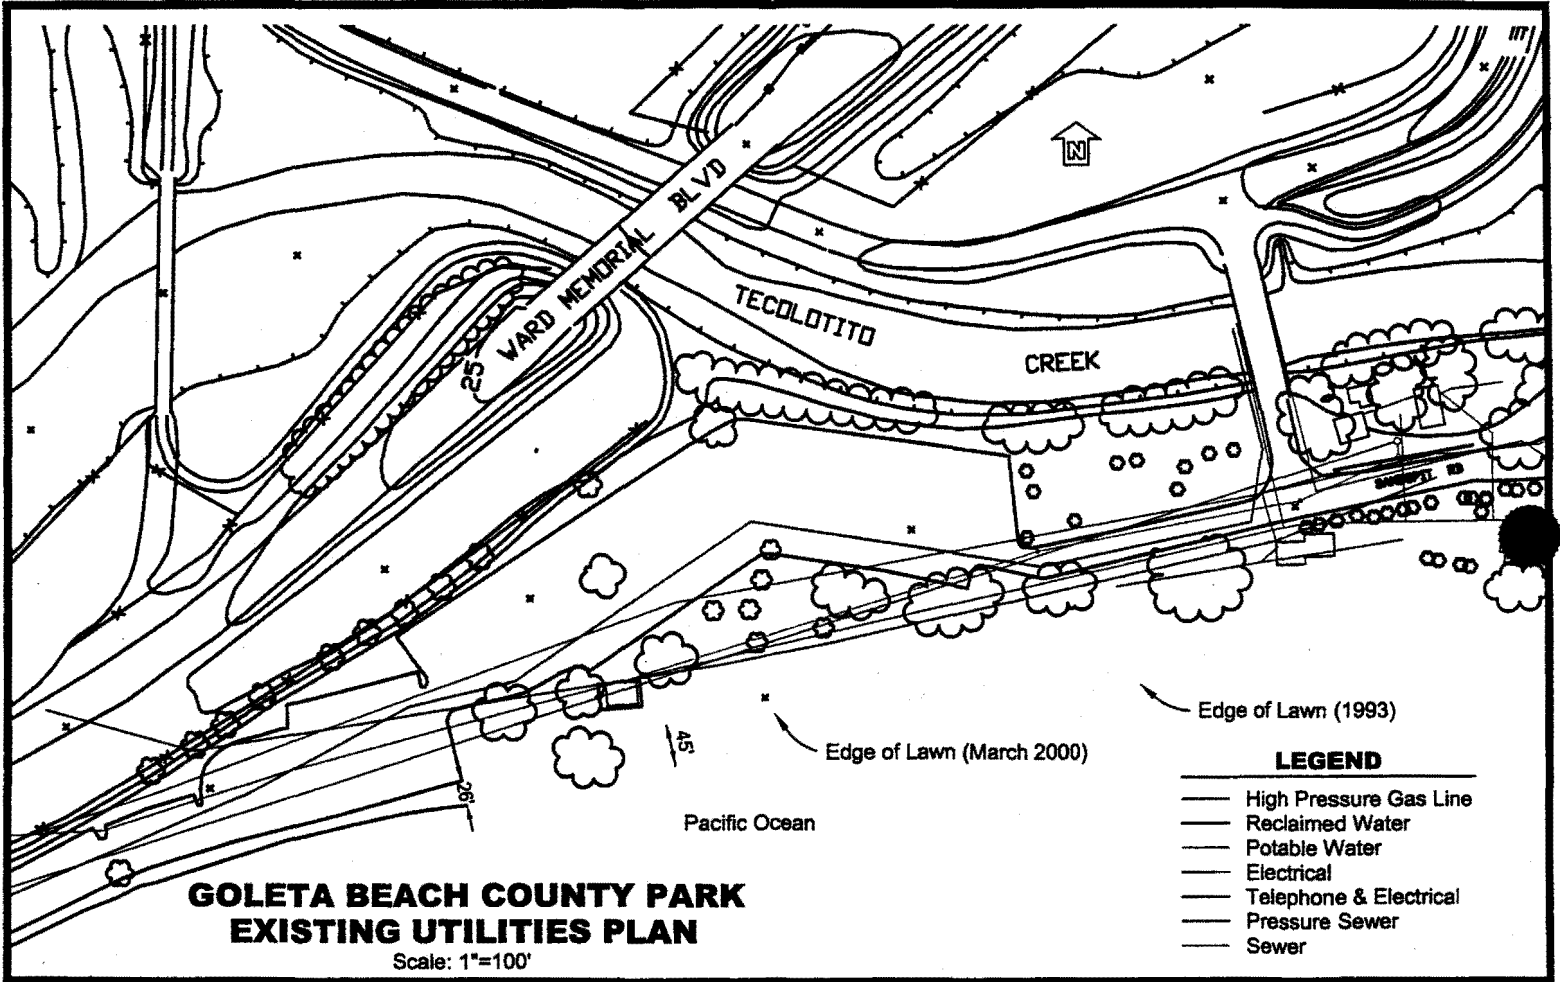 N
WARD MEMORIAL BLVD
25
TECOLOTITO
CREEK
SANDSPIT RD
Edge of Lawn (1993)
Edge of Lawn (March 2000)
45'
26'
Pacific Ocean
LEGEND
High Pressure Gas Line
Reclaimed Water
Potable Water
Electrical
Telephone & Electrical
Pressure Sewer
Sewer
GOLETA BEACH COUNTY PARK
EXISTING UTILITIES PLAN
Scale: 1"=100'